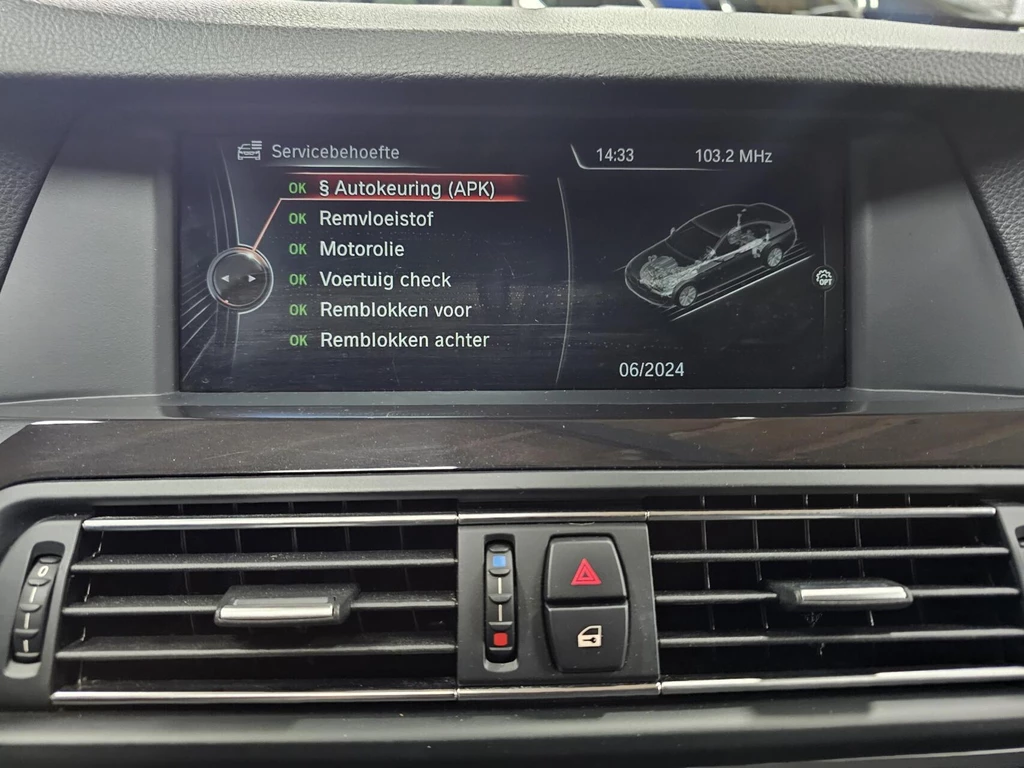 Servicebehoefte
14:33 103.2 MHz
OK § Autokeuring (APK)
OK Remvloeistof
OK Motorolie
OK Voertuig check
OK Remblokken voor
OK Remblokken achter
OPT
06/2024
0